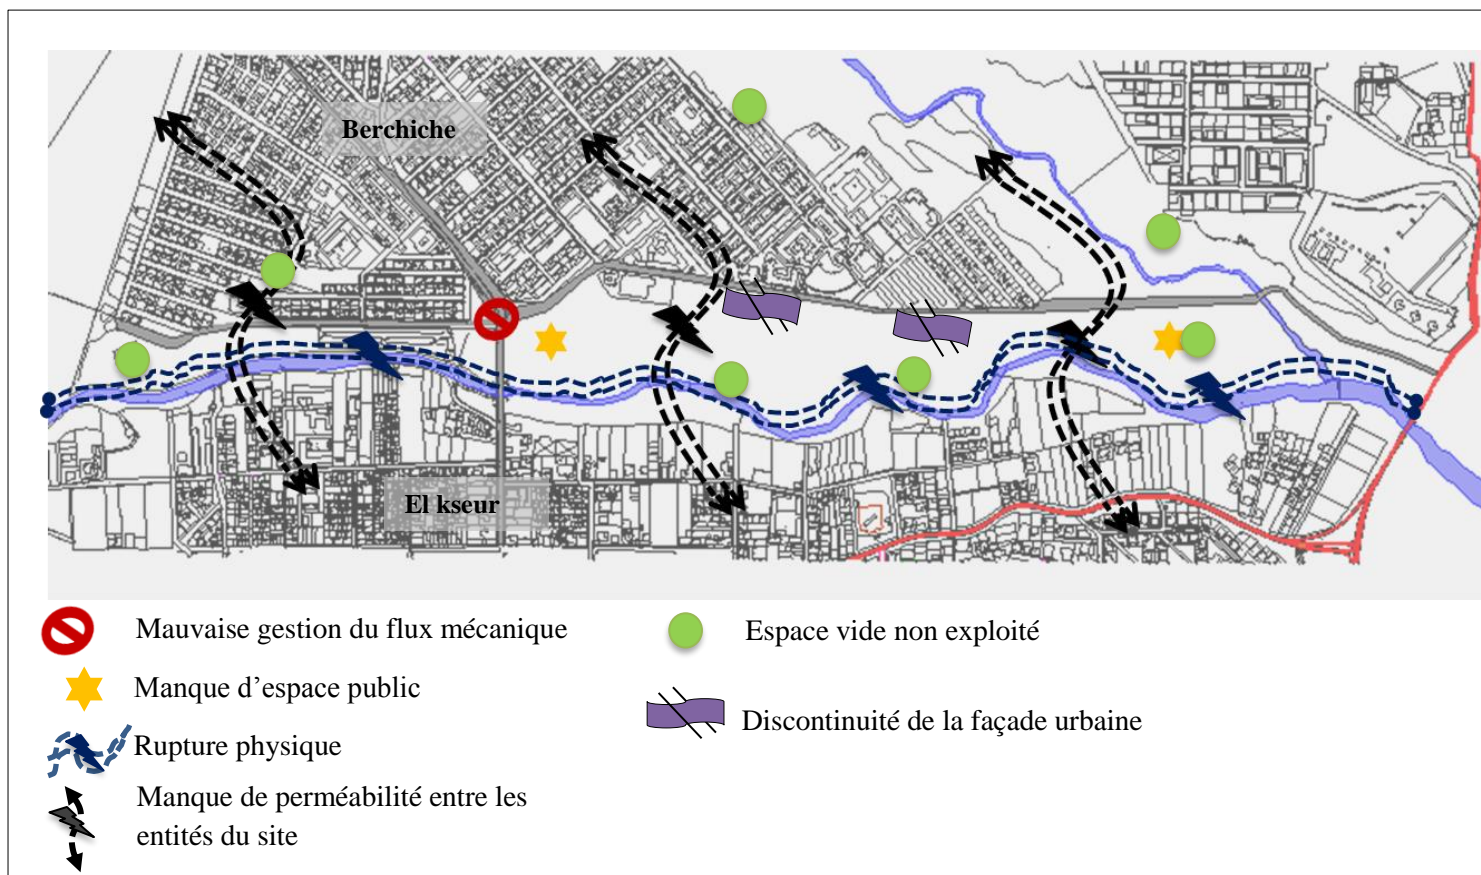 Berchiche
El kseur
Mauvaise gestion du flux mécanique
Espace vide non exploité
Manque d’espace public
Discontinuité de la façade urbaine
Rupture physique
Manque de perméabilité entre les
entités du site